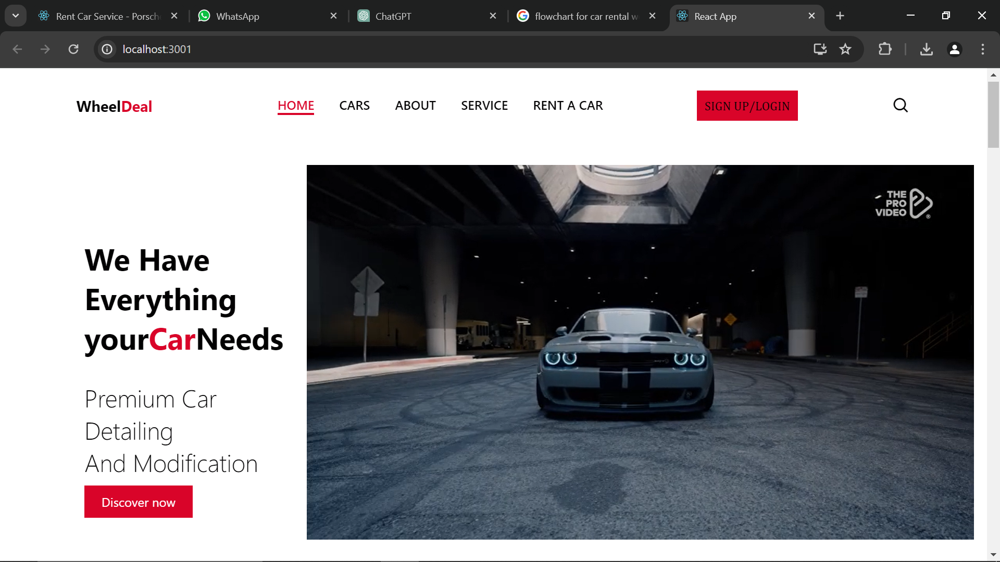 Rent Car Service - Porsch
WhatsApp
ChatGPT
flowchart for car rental w
React App
localhost:3001
WheelDeal
HOME
CARS
ABOUT
SERVICE
RENT A CAR
SIGN UP/LOGIN
THE
PRO
VIDEO
We Have
Everything
yourCarNeeds
Premium Car
Detailing
And Modification
Discover now